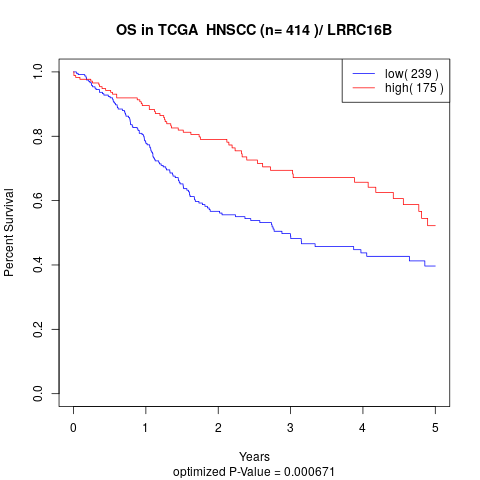 OS in TCGA  HNSCC (n= 414 )/ LRRC16B
low( 239 )
high( 175 )
Percent Survival
1.0
0.8
0.6
0.4
0.2
0.0
0 1 2 3 4 5
Years
optimized P-Value = 0.000671